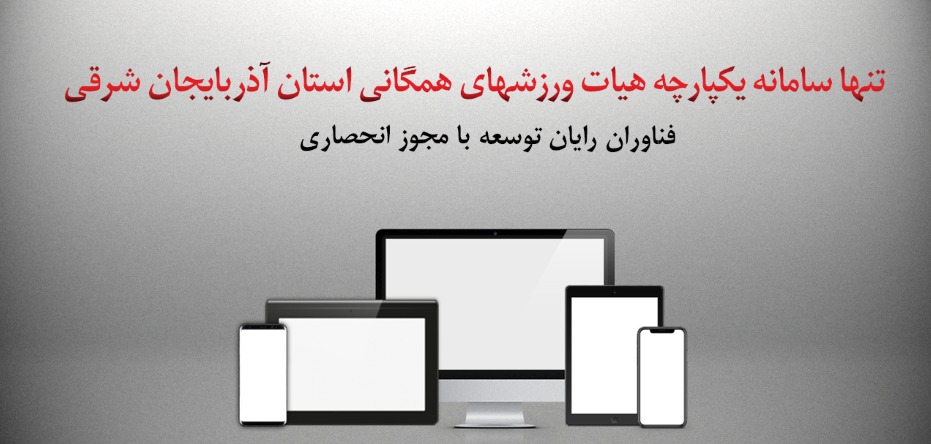 تنها سامانه یکپارچه هیات ورزشهای همگانی استان آذربایجان شرقی
فناوران رایان توسعه با مجوز انحصاری